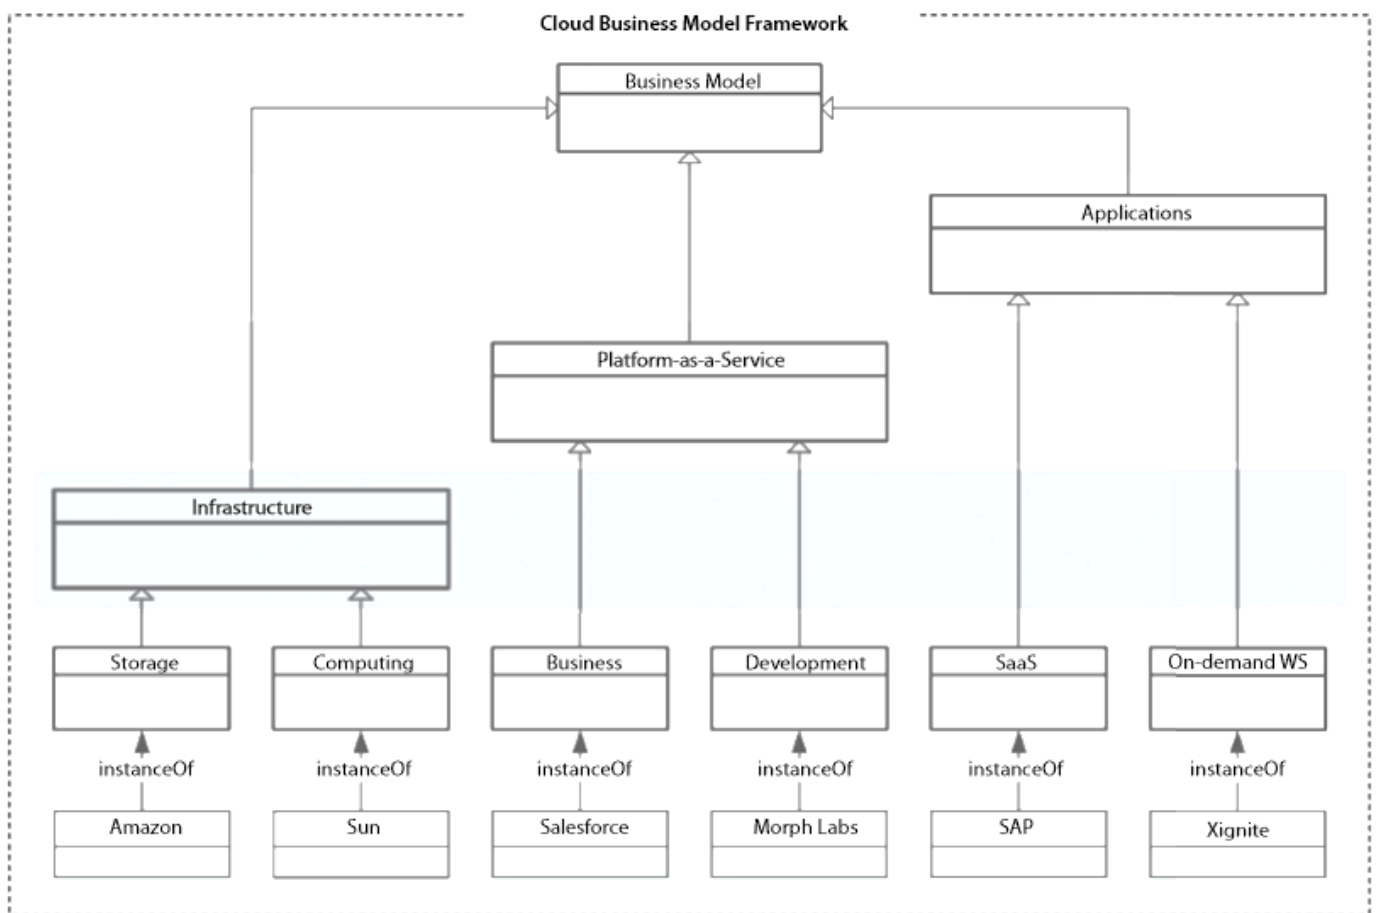 Cloud Business Model Framework
Business Model
Applications
Platform-as-a-Service
Infrastructure
Storage
Computing
Business
Development
SaaS
On-demand WS
instanceOf
instanceOf
instanceOf
instanceOf
instanceOf
instanceOf
Amazon
Sun
Salesforce
Morph Labs
SAP
Xignite